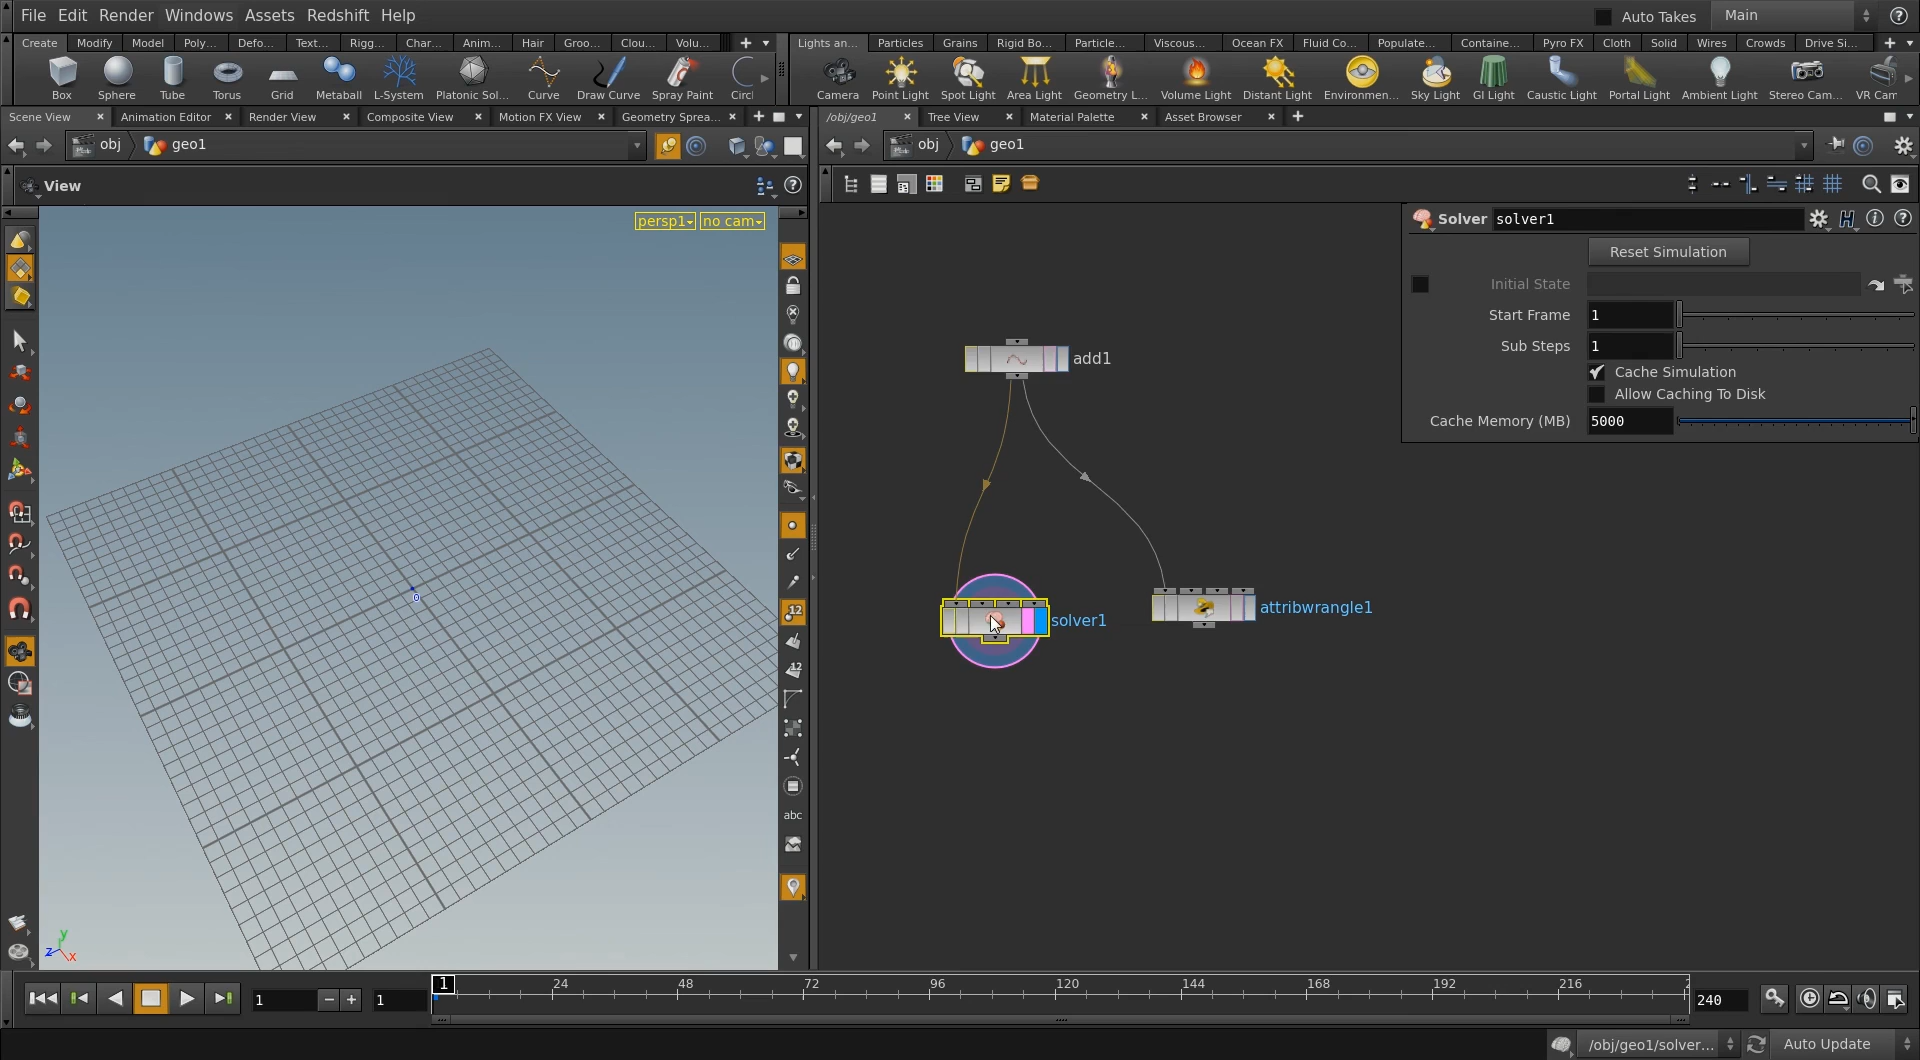 File Edit Render Windows Assets Redshift Help
Auto Takes Main
Create Modify Model Poly... Defo... Text... Rigg... Char... Anim... Hair Groo... Clou... Volu...
Lights an... Particles Grains Rigid Bo... Particle... Viscous... Ocean FX Fluid Co... Populate... Containe... Pyro FX Cloth Solid Wires Crowds Drive Si...
Box Sphere Tube Torus Grid Metaball L-System Platonic Sol... Curve Draw Curve Spray Paint Circl
Camera Point Light Spot Light Area Light Geometry L... Volume Light Distant Light Environmen... Sky Light GI Light Caustic Light Portal Light Ambient Light Stereo Cam... VR Cam
Scene View Animation Editor Render View Composite View Motion FX View Geometry Sprea...
/obj/geo1 Tree View Material Palette Asset Browser
obj geo1
obj geo1
View
persp1 no cam
Solver solver1
Reset Simulation
Initial State
Start Frame 1
Sub Steps 1
Cache Simulation
Allow Caching To Disk
Cache Memory (MB) 5000
add1
solver1
attribwrangle1
0
12
12
abc
y
z x
1 1 1 24 48 72 96 120 144 168 192 216 2 240
/obj/geo1/solver... Auto Update